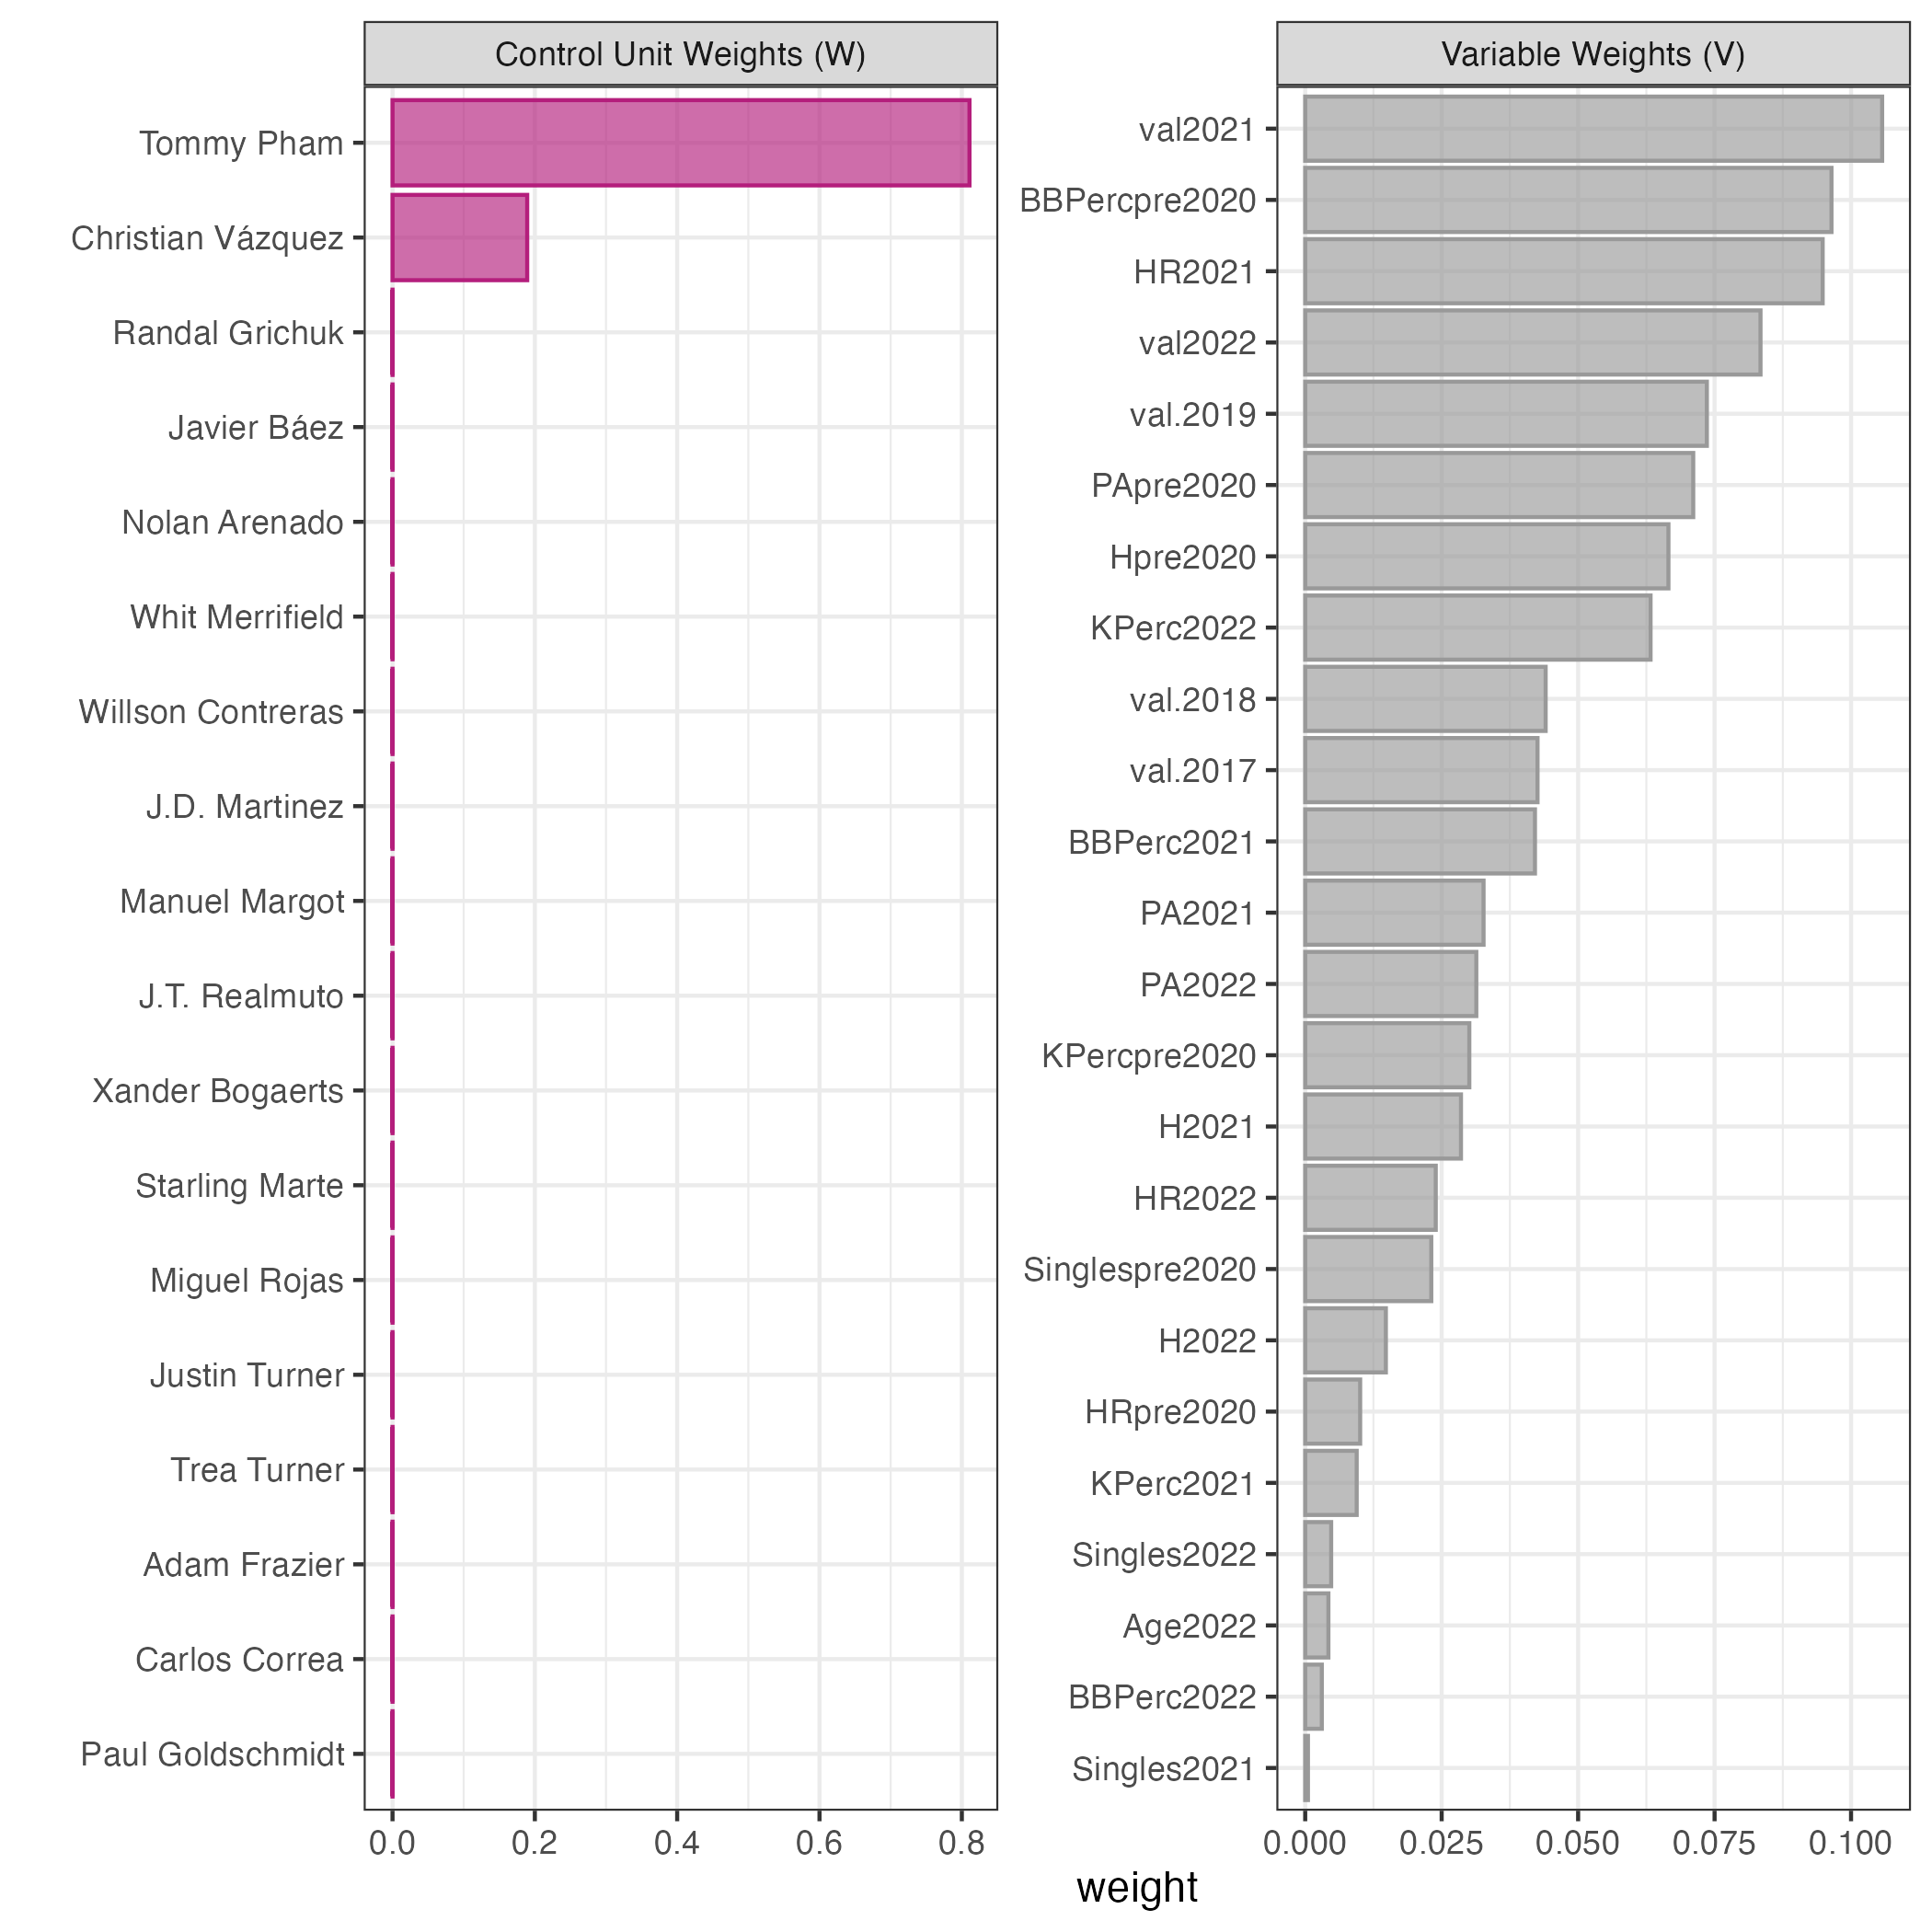 Control Unit Weights (W)
Tommy Pham
Christian Vázquez
Randal Grichuk
Javier Báez
Nolan Arenado
Whit Merrifield
Willson Contreras
J.D. Martinez
Manuel Margot
J.T. Realmuto
Xander Bogaerts
Starling Marte
Miguel Rojas
Justin Turner
Trea Turner
Adam Frazier
Carlos Correa
Paul Goldschmidt
0.0 0.2 0.4 0.6 0.8
Variable Weights (V)
val2021
BBPercpre2020
HR2021
val2022
val.2019
PApre2020
Hpre2020
KPerc2022
val.2018
val.2017
BBPerc2021
PA2021
PA2022
KPercpre2020
H2021
HR2022
Singlespre2020
H2022
HRpre2020
KPerc2021
Singles2022
Age2022
BBPerc2022
Singles2021
0.000 0.025 0.050 0.075 0.100
weight